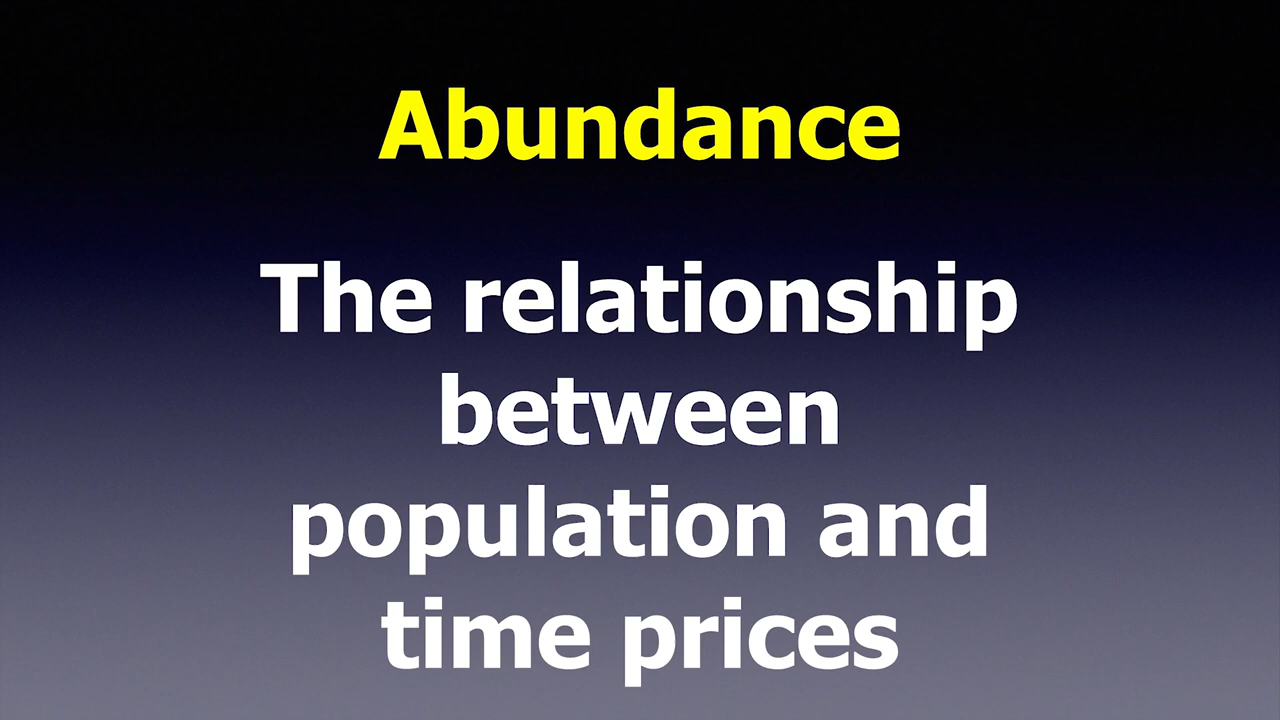 Abundance
The relationship
between
population and
time prices